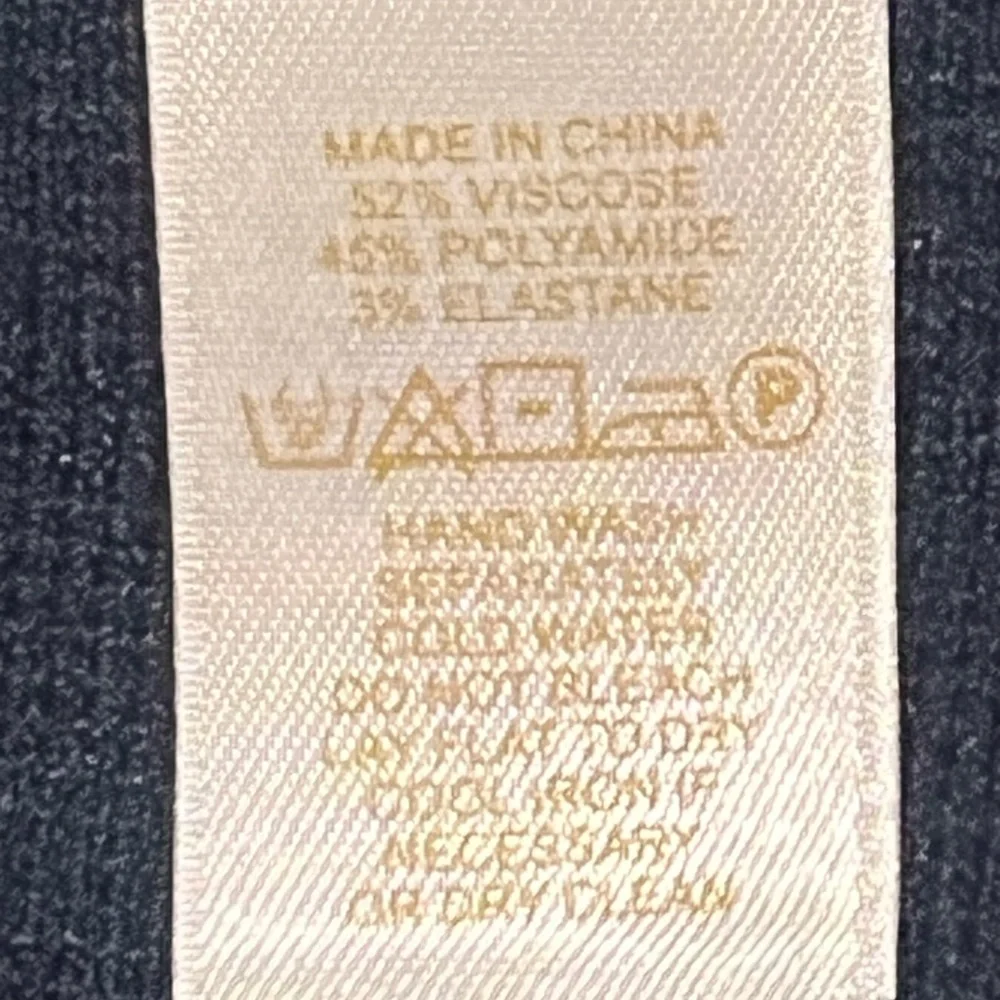 MADE IN CHINA
52% VISCOSE
45% POLYAMIDE
3% ELASTANE
P
HAND WASH
SEPARATELY
COLD WATER
DO NOT BLEACH
LAY FLAT TO DRY
COOL IRON IF
NECESSARY
OR DRY CLEAN